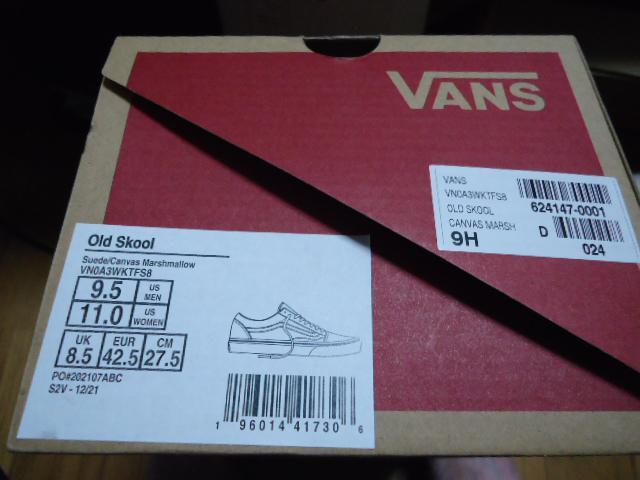 VANS
VANS
VN0A3WKTFS8
OLD SKOOL
CANVAS MARSH
9H
D
624147-0001
024
Old Skool
Suede/Canvas Marshmallow
VN0A3WKTFS8
9.5 US MEN
11.0 US WOMEN
UK EUR CM
8.5 42.5 27.5
PO#202107ABC
S2V - 12/21
1 96014 41730 6